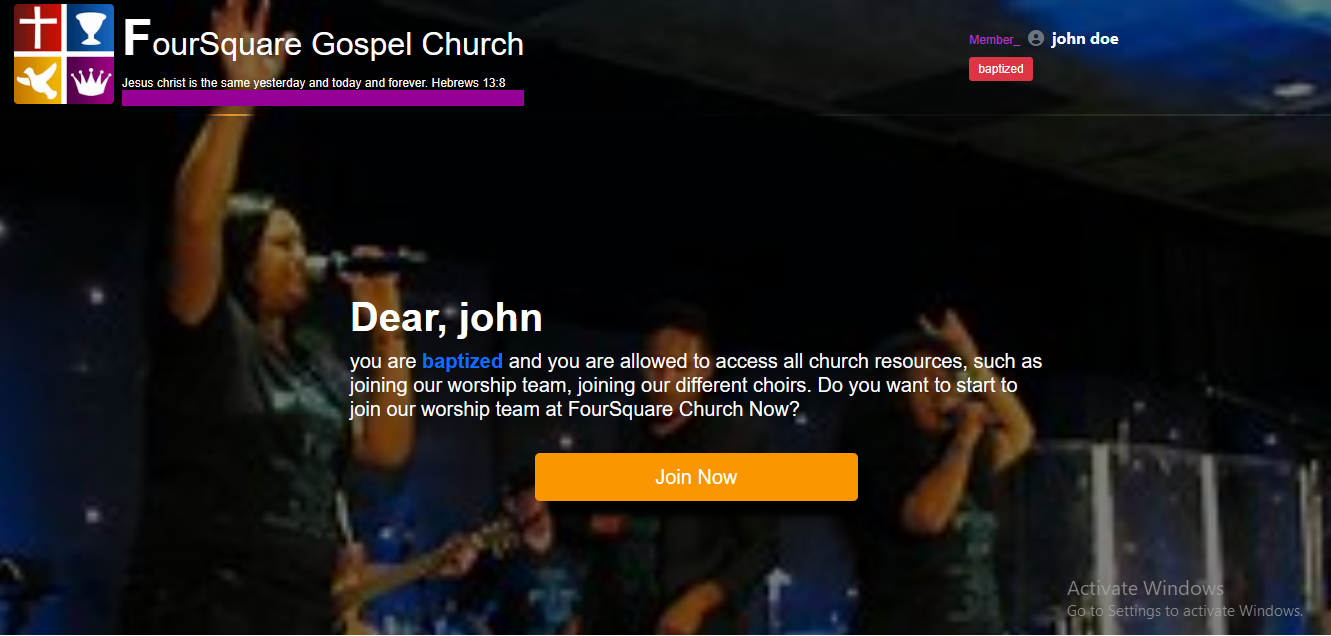 FourSquare Gospel Church
Jesus christ is the same yesterday and today and forever. Hebrews 13:8
Member_ john doe
baptized
Dear, john
you are baptized and you are allowed to access all church resources, such as
joining our worship team, joining our different choirs. Do you want to start to
join our worship team at FourSquare Church Now?
Join Now
Activate Windows
Go to Settings to activate Windows.